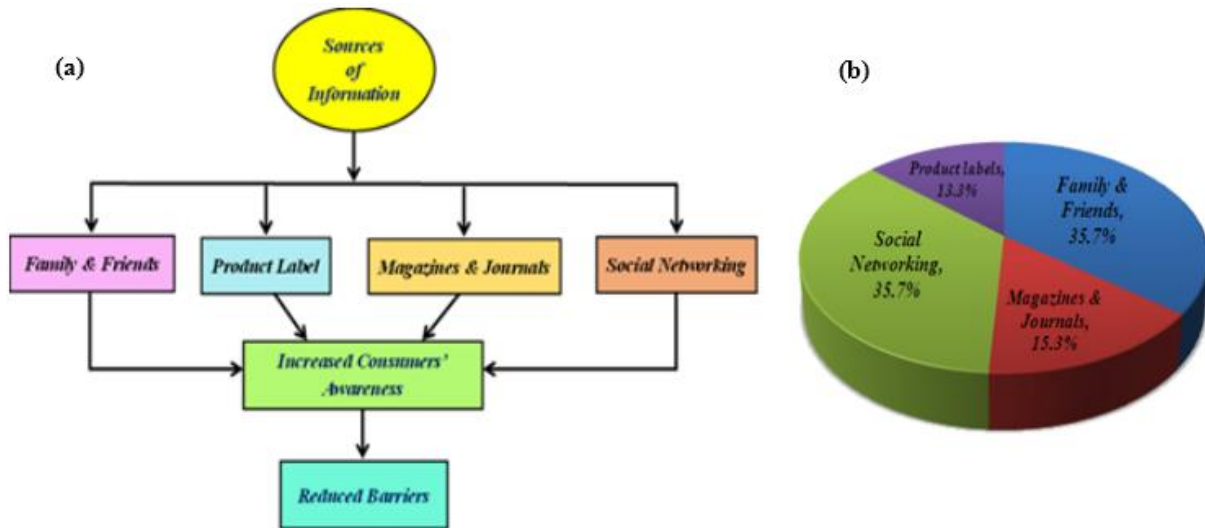 (a)
Sources
of
Information
Family & Friends
Product Label
Magazines & Journals
Social Networking
Increased Consumers'
Awareness
Reduced Barriers
(b)
Product labels,
13.3%
Family &
Friends,
35.7%
Social
Networking,
35.7%
Magazines &
Journals,
15.3%